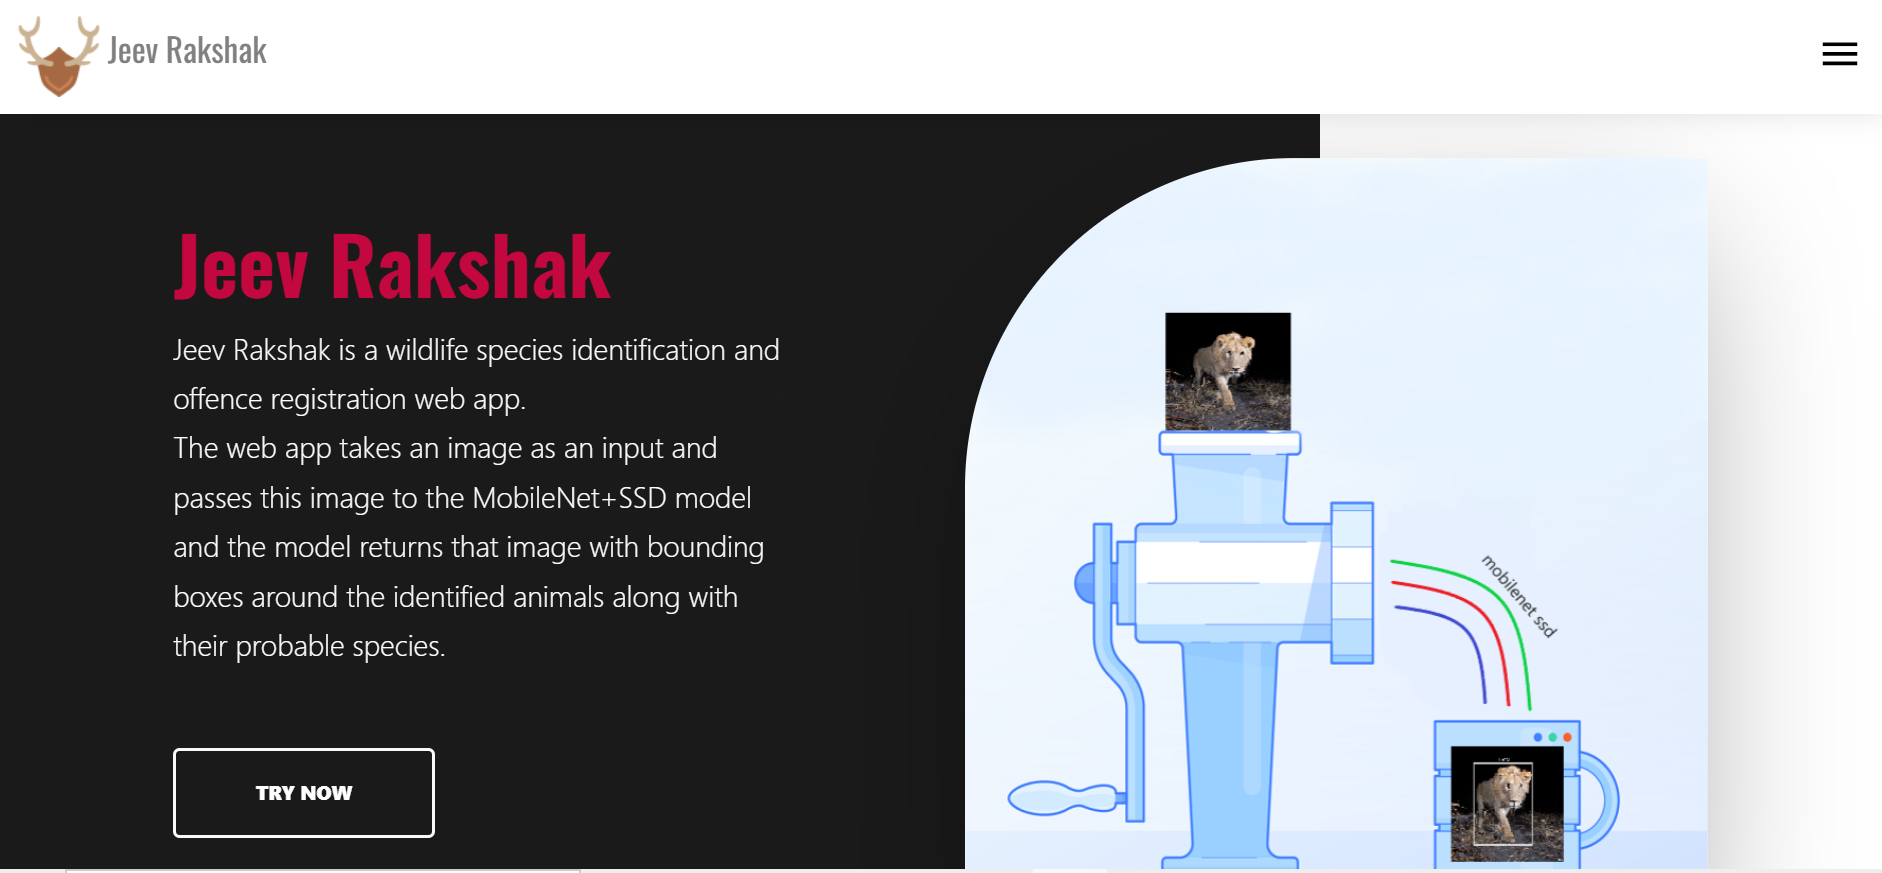 Jeev Rakshak
Jeev Rakshak
Jeev Rakshak is a wildlife species identification and
offence registration web app.
The web app takes an image as an input and
passes this image to the MobileNet+SSD model
and the model returns that image with bounding
boxes around the identified animals along with
their probable species.
TRY NOW
mobilenet ssd